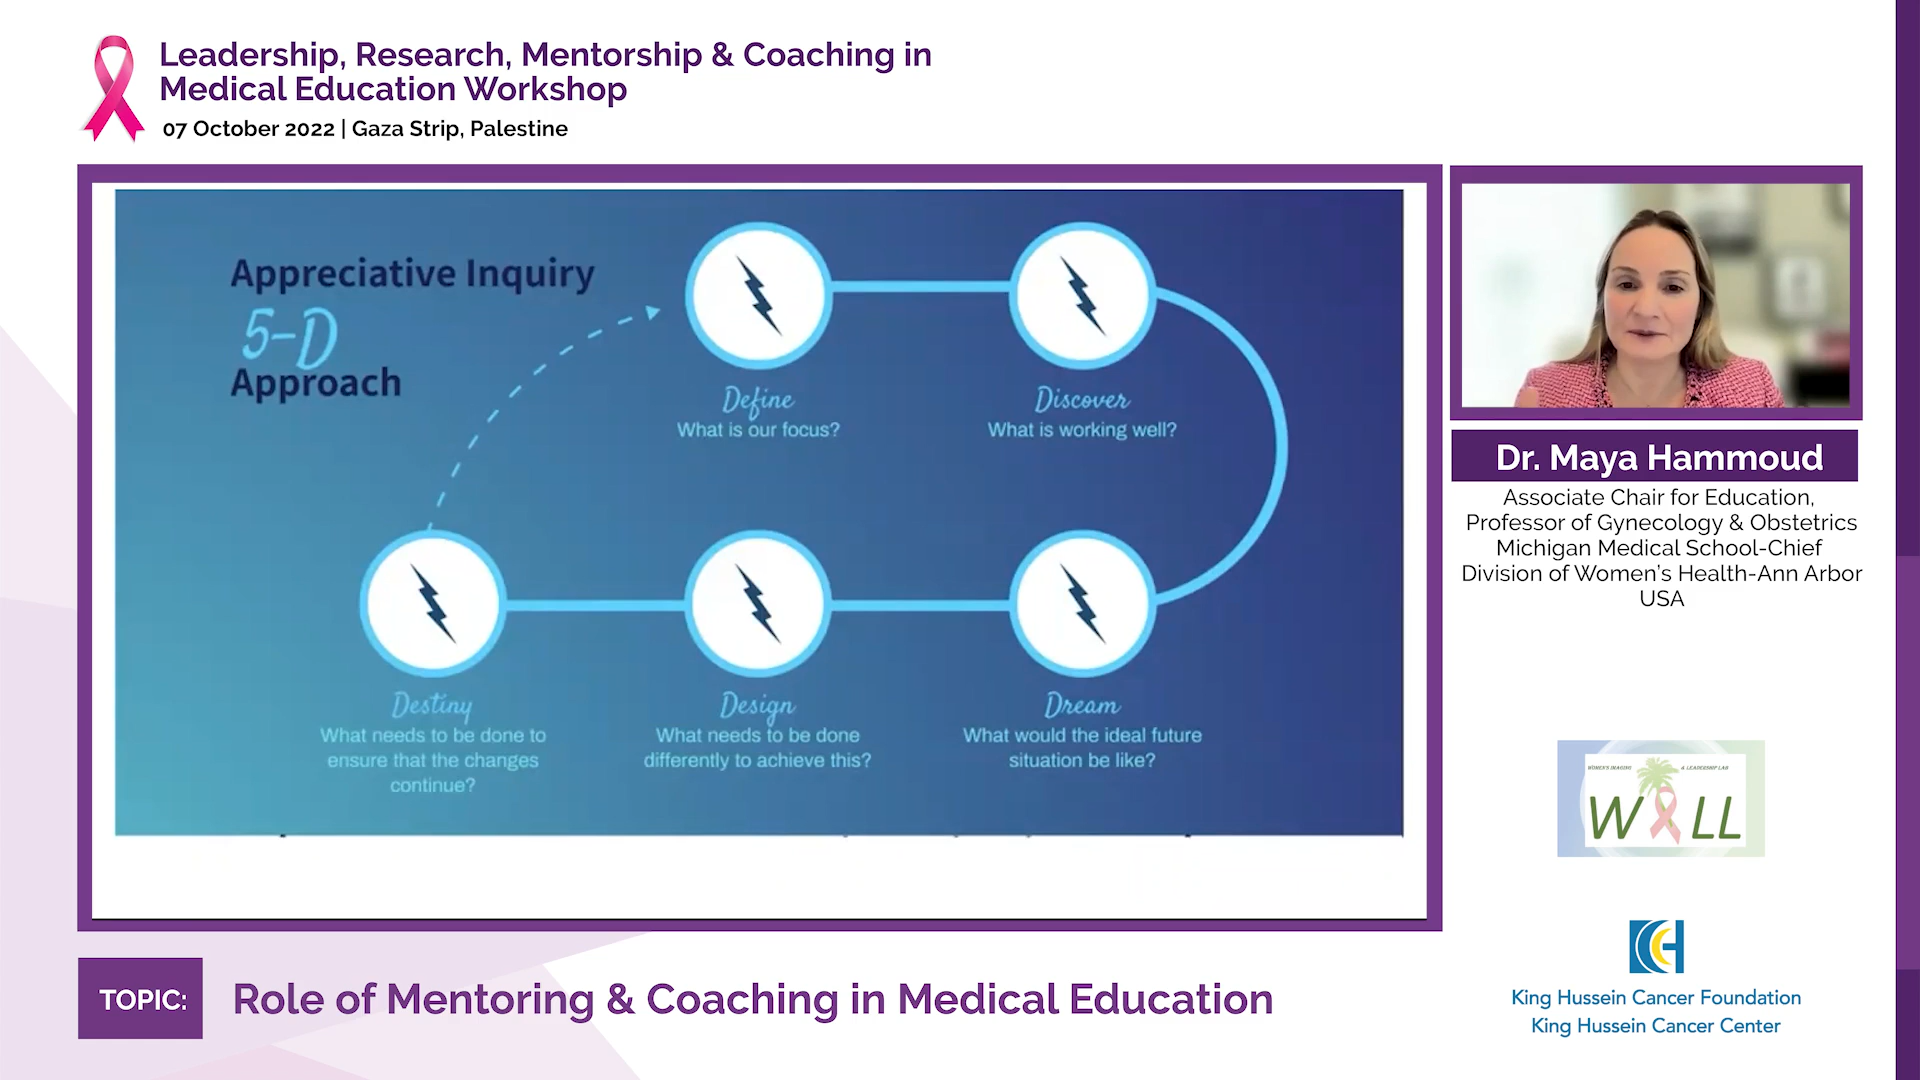 Leadership, Research, Mentorship & Coaching in
Medical Education Workshop
07 October 2022 | Gaza Strip, Palestine
Appreciative Inquiry
5-D
Approach
Define
What is our focus?
Discover
What is working well?
Destiny
What needs to be done to
ensure that the changes
continue?
Design
What needs to be done
differently to achieve this?
Dream
What would the ideal future
situation be like?
Dr. Maya Hammoud
Associate Chair for Education,
Professor of Gynecology & Obstetrics
Michigan Medical School-Chief
Division of Women's Health-Ann Arbor
USA
WOMEN'S IMAGING & LEADERSHIP LAB
WILL
King Hussein Cancer Foundation
King Hussein Cancer Center
TOPIC:
Role of Mentoring & Coaching in Medical Education